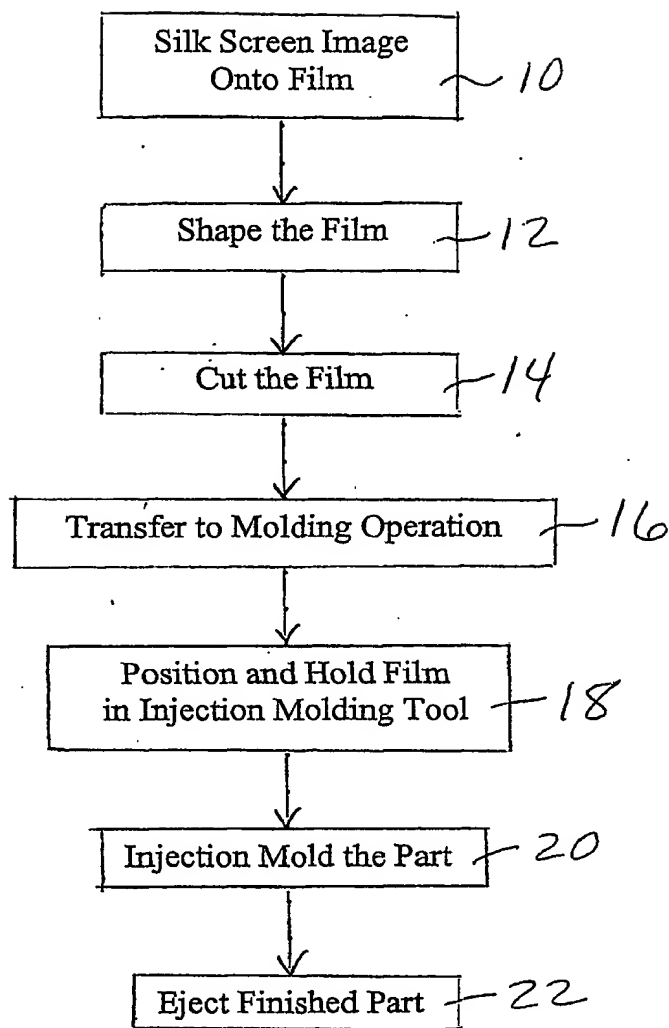 Silk Screen Image
Onto Film
10
Shape the Film
12
Cut the Film
14
Transfer to Molding Operation
16
Position and Hold Film
in Injection Molding Tool
18
Injection Mold the Part
20
Eject Finished Part
22